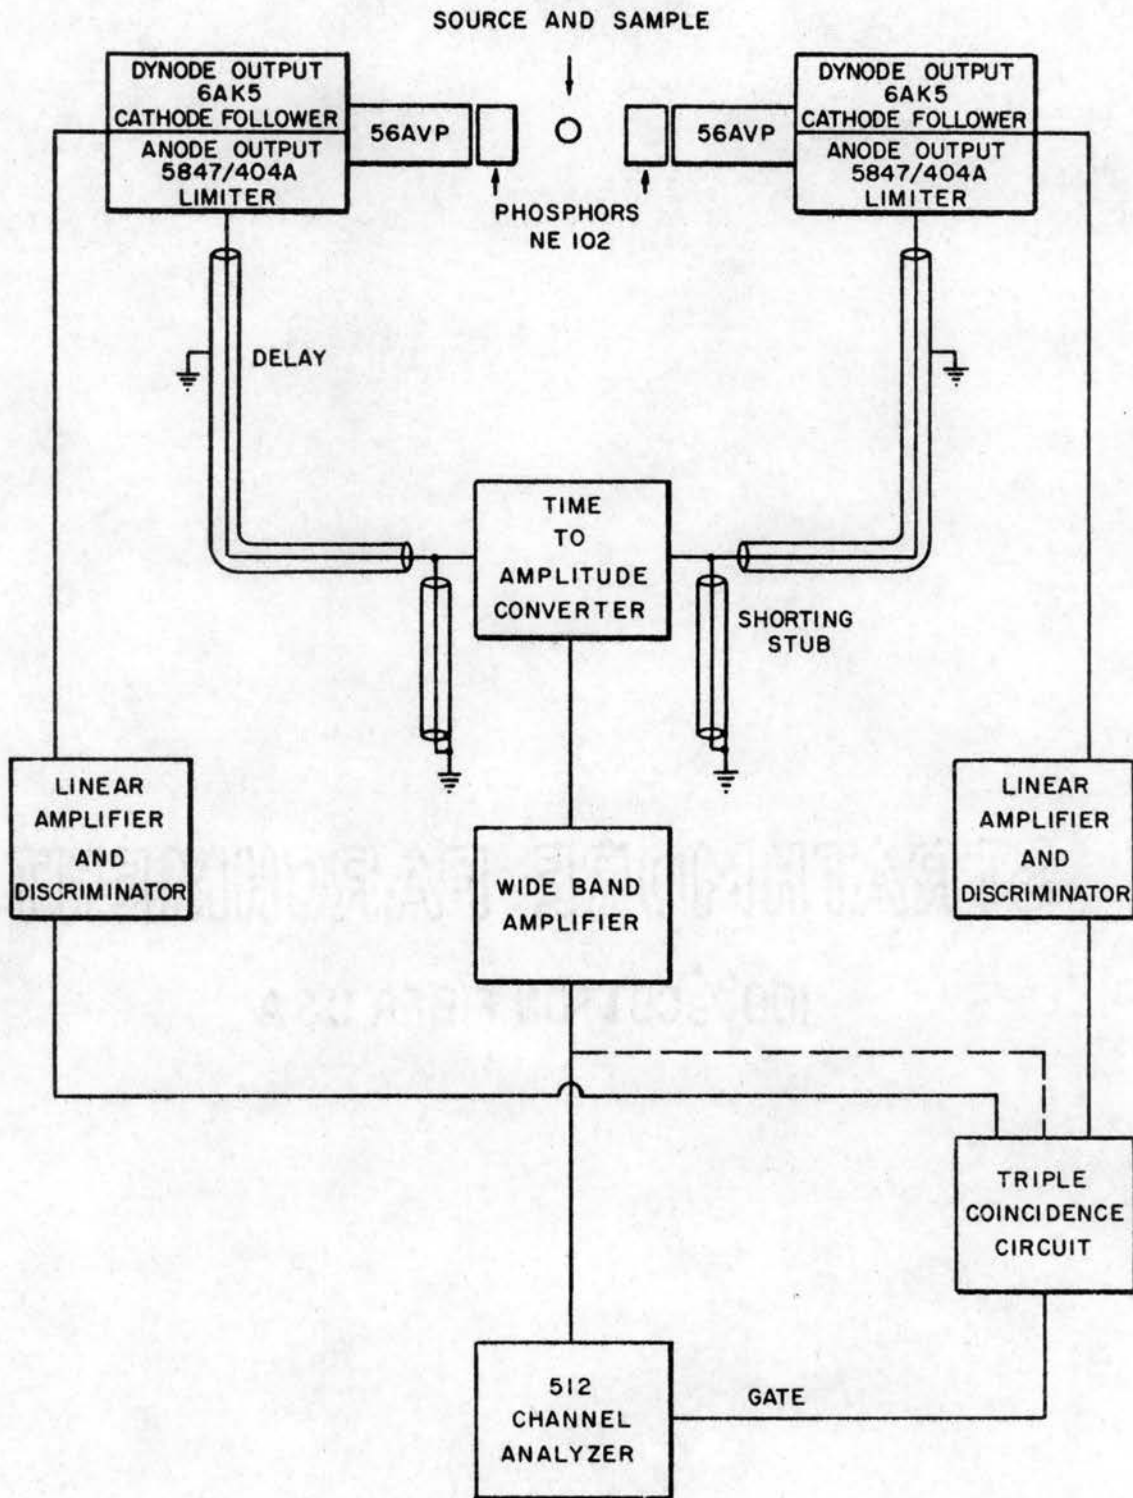 SOURCE AND SAMPLE
DYNODE OUTPUT
6AK5
CATHODE FOLLOWER
ANODE OUTPUT
5847/404A
LIMITER
56AVP
56AVP
DYNODE OUTPUT
6AK5
CATHODE FOLLOWER
ANODE OUTPUT
5847/404A
LIMITER
PHOSPHORS
NE 102
DELAY
TIME
TO
AMPLITUDE
CONVERTER
SHORTING
STUB
LINEAR
AMPLIFIER
AND
DISCRIMINATOR
WIDE BAND
AMPLIFIER
LINEAR
AMPLIFIER
AND
DISCRIMINATOR
TRIPLE
COINCIDENCE
CIRCUIT
512
CHANNEL
ANALYZER
GATE